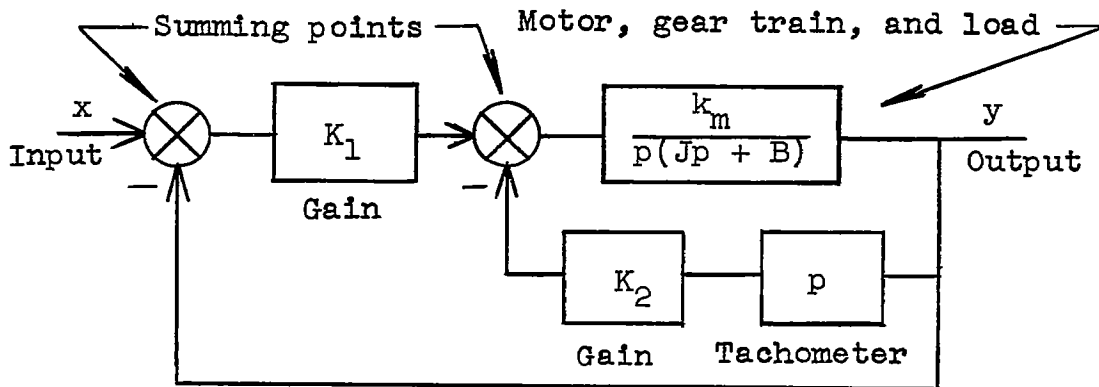 Summing points
Motor, gear train, and load
x
Input
K₁
Gain
kₘ
p(Jp + B)
y
Output
−
−
K₂
Gain
p
Tachometer